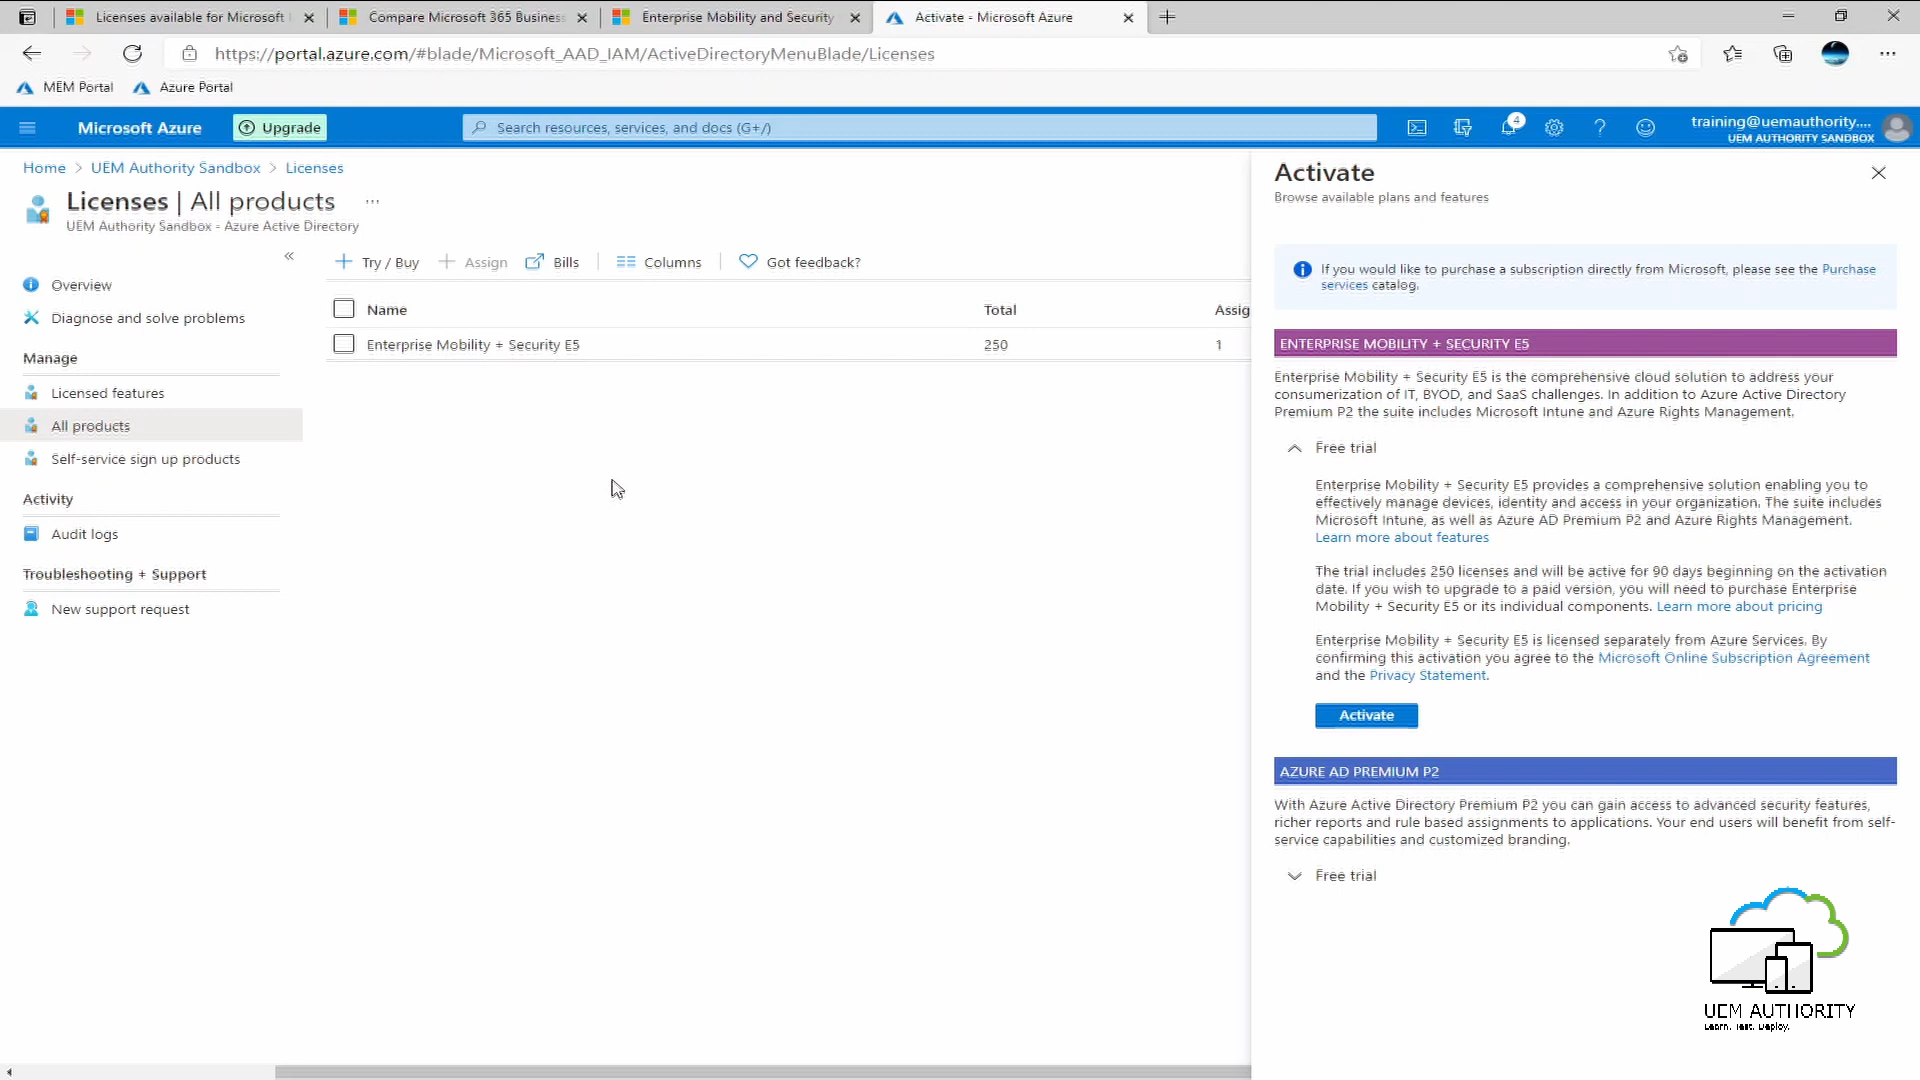 Licenses available for Microsoft
Compare Microsoft 365 Business
Enterprise Mobility and Security
Activate - Microsoft Azure
https://portal.azure.com/#blade/Microsoft_AAD_IAM/ActiveDirectoryMenuBlade/Licenses
MEM Portal
Azure Portal
Microsoft Azure
Upgrade
Search resources, services, and docs (G+/)
4
training@uemauthority....
UEM AUTHORITY SANDBOX
Home > UEM Authority Sandbox > Licenses
Licenses | All products ...
UEM Authority Sandbox - Azure Active Directory
Overview
Diagnose and solve problems
Manage
Licensed features
All products
Self-service sign up products
Activity
Audit logs
Troubleshooting + Support
New support request
Try / Buy
Assign
Bills
Columns
Got feedback?
Name Total Assig
Enterprise Mobility + Security E5 250 1
Activate
Browse available plans and features
If you would like to purchase a subscription directly from Microsoft, please see the Purchase
services catalog.
ENTERPRISE MOBILITY + SECURITY E5
Enterprise Mobility + Security E5 is the comprehensive cloud solution to address your
consumerization of IT, BYOD, and SaaS challenges. In addition to Azure Active Directory
Premium P2 the suite includes Microsoft Intune and Azure Rights Management.
Free trial
Enterprise Mobility + Security E5 provides a comprehensive solution enabling you to
effectively manage devices, identity and access in your organization. The suite includes
Microsoft Intune, as well as Azure AD Premium P2 and Azure Rights Management.
Learn more about features
The trial includes 250 licenses and will be active for 90 days beginning on the activation
date. If you wish to upgrade to a paid version, you will need to purchase Enterprise
Mobility + Security E5 or its individual components. Learn more about pricing
Enterprise Mobility + Security E5 is licensed separately from Azure Services. By
confirming this activation you agree to the Microsoft Online Subscription Agreement
and the Privacy Statement.
Activate
AZURE AD PREMIUM P2
With Azure Active Directory Premium P2 you can gain access to advanced security features,
richer reports and rule based assignments to applications. Your end users will benefit from self-
service capabilities and customized branding.
Free trial
UEM AUTHORITY
Learn. Test. Deploy.